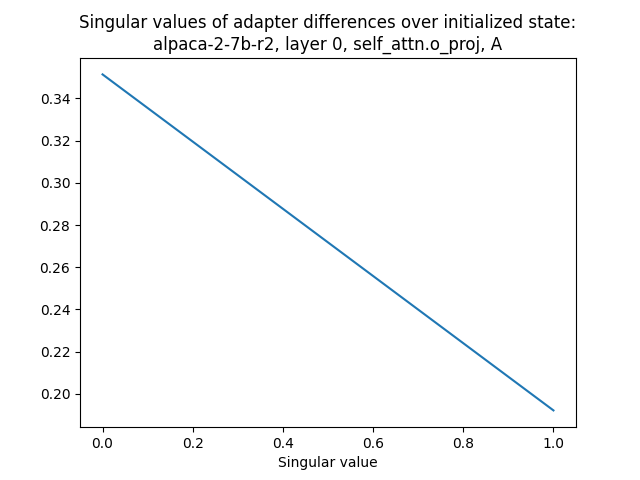 Singular values of adapter differences over initialized state:
alpaca-2-7b-r2, layer 0, self_attn.o_proj, A
0.34
0.32
0.30
0.28
0.26
0.24
0.22
0.20
0.0 0.2 0.4 0.6 0.8 1.0
Singular value